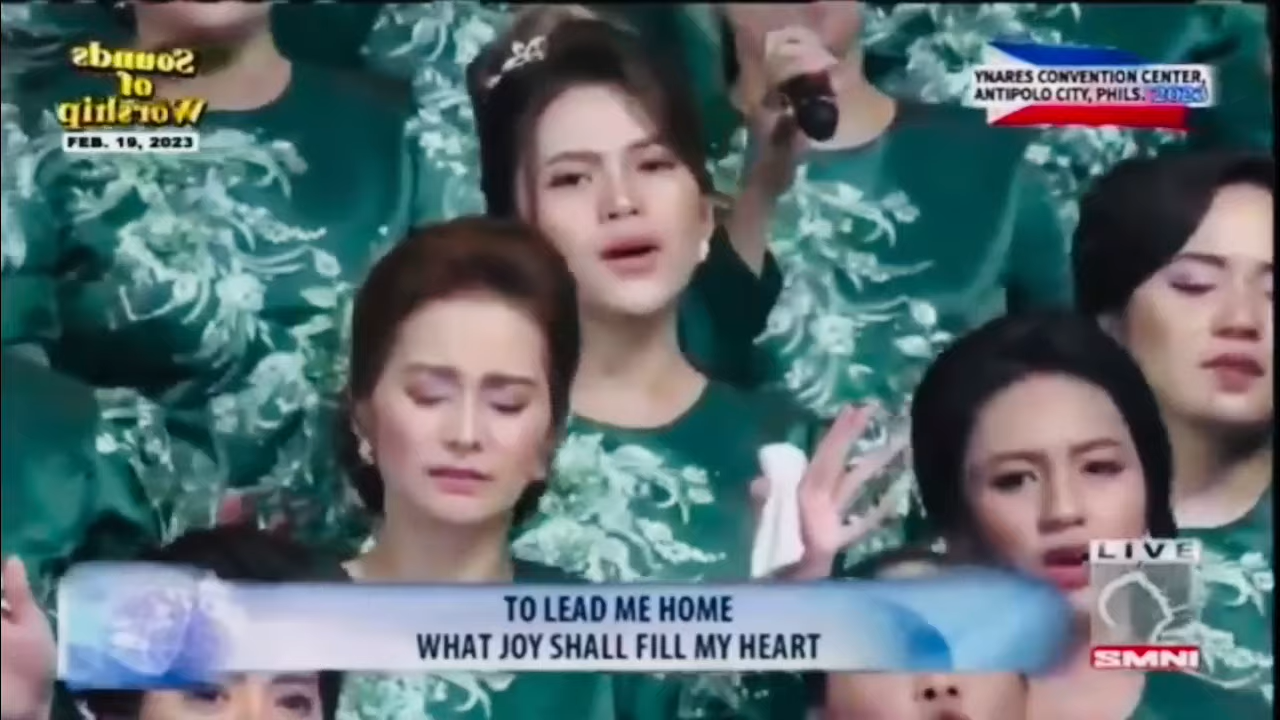 Sounds
of
Worship
FEB. 19, 2023
YNARES CONVENTION CENTER,
ANTIPOLO CITY, PHILS. 2023
TO LEAD ME HOME
WHAT JOY SHALL FILL MY HEART
LIVE
SMNI